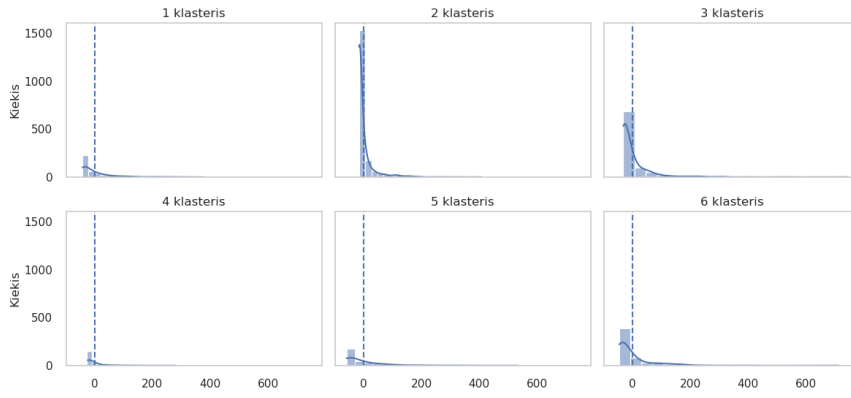 1 klasteris
2 klasteris
3 klasteris
1500
1000
500
0
Kiekis
4 klasteris
5 klasteris
6 klasteris
1500
1000
500
0
Kiekis
0 200 400 600
0 200 400 600
0 200 400 600